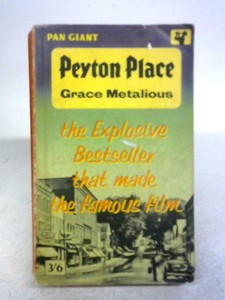 PAN GIANT
Peyton Place
Grace Metalious
the Explosive
Bestseller
that made
the famous film
3'6